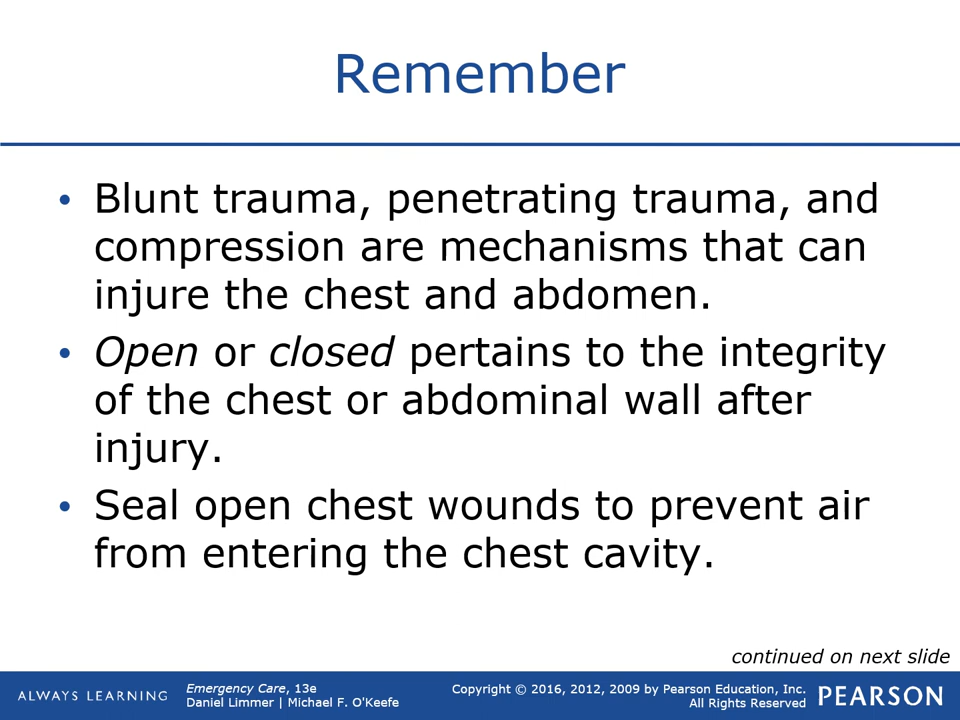 Remember
• Blunt trauma, penetrating trauma, and
compression are mechanisms that can
injure the chest and abdomen.
• Open or closed pertains to the integrity
of the chest or abdominal wall after
injury.
• Seal open chest wounds to prevent air
from entering the chest cavity.
continued on next slide
ALWAYS LEARNING
Emergency Care, 13e
Daniel Limmer | Michael F. O'Keefe
Copyright © 2016, 2012, 2009 by Pearson Education, Inc.
All Rights Reserved
PEARSON